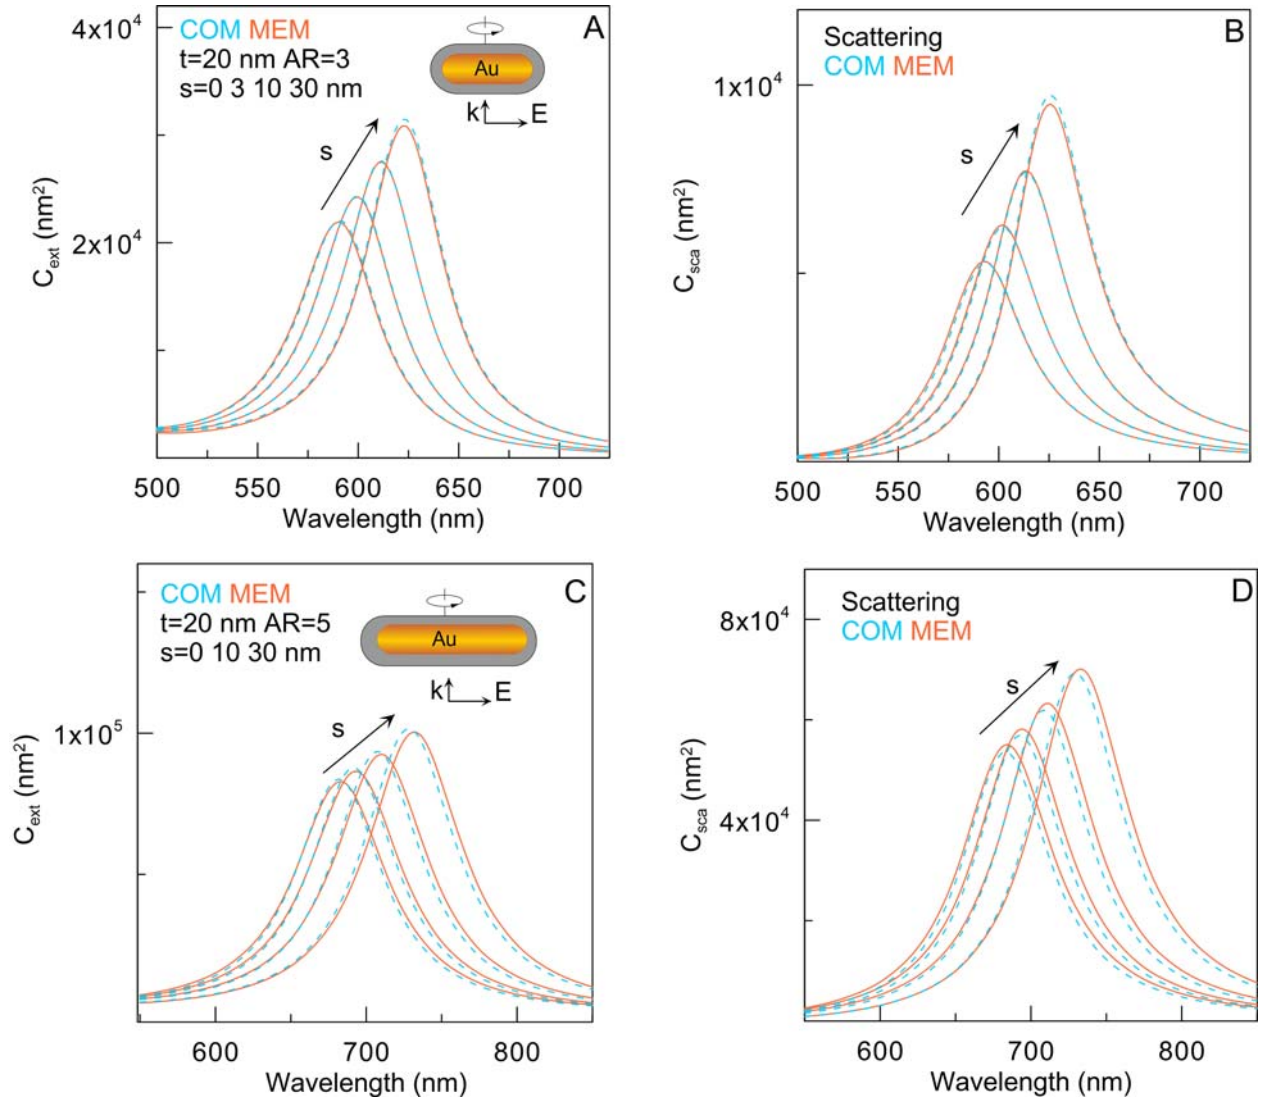 A
COM MEM
t=20 nm AR=3
s=0 3 10 30 nm
Au
k E
s
4x10⁴
2x10⁴
C_ext (nm²)
500 550 600 650 700
Wavelength (nm)
B
Scattering
COM MEM
s
1x10⁴
C_sca (nm²)
500 550 600 650 700
Wavelength (nm)
C
COM MEM
t=20 nm AR=5
s=0 10 30 nm
Au
k E
s
1x10⁵
C_ext (nm²)
600 700 800
Wavelength (nm)
D
Scattering
COM MEM
s
8x10⁴
4x10⁴
C_sca (nm²)
600 700 800
Wavelength (nm)